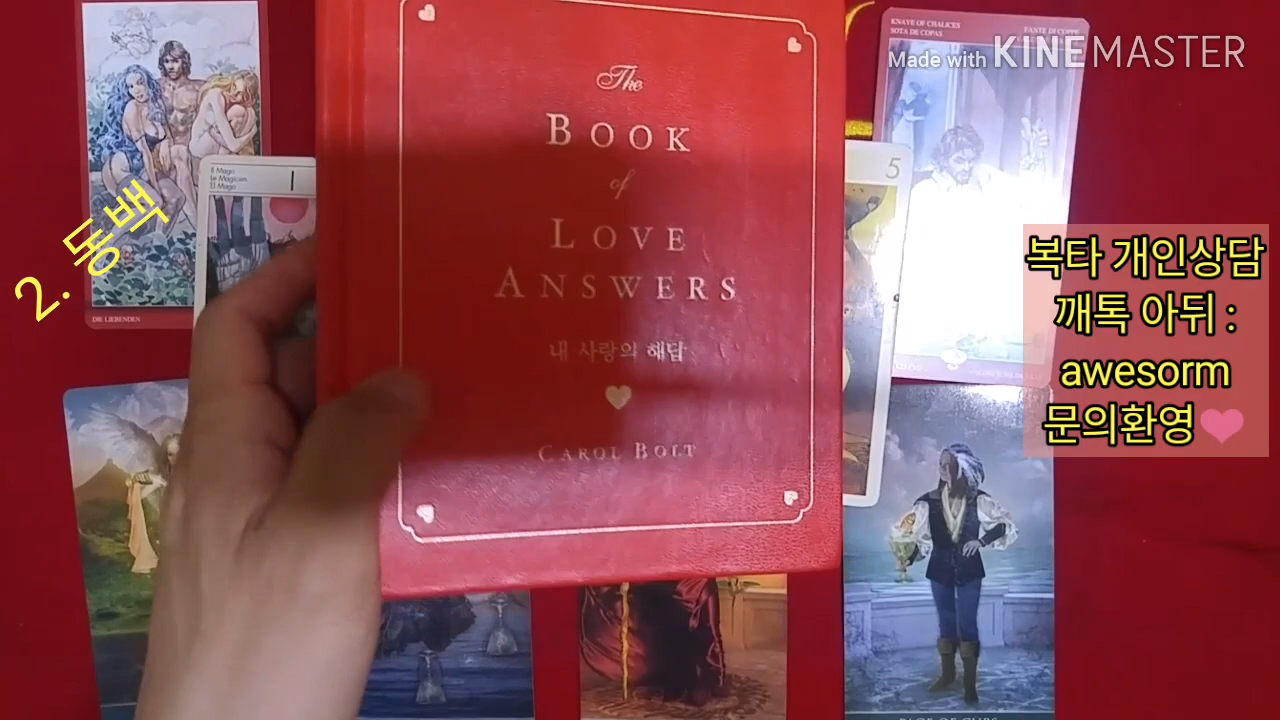 The
BOOK
of
LOVE
ANSWERS
내 사랑의 해답
CAROL BOLT
2. 동백
Il Mago
Le Magicien
El Mago
I
DIE LIEBENDEN
KNAVE OF CHALICES
SOTA DE COPAS
FANTE DI COPPE
Made with KINEMASTER
5
복타 개인상담
깨톡 아뒤 :
awesorm
문의환영
PAGE OF CUPS